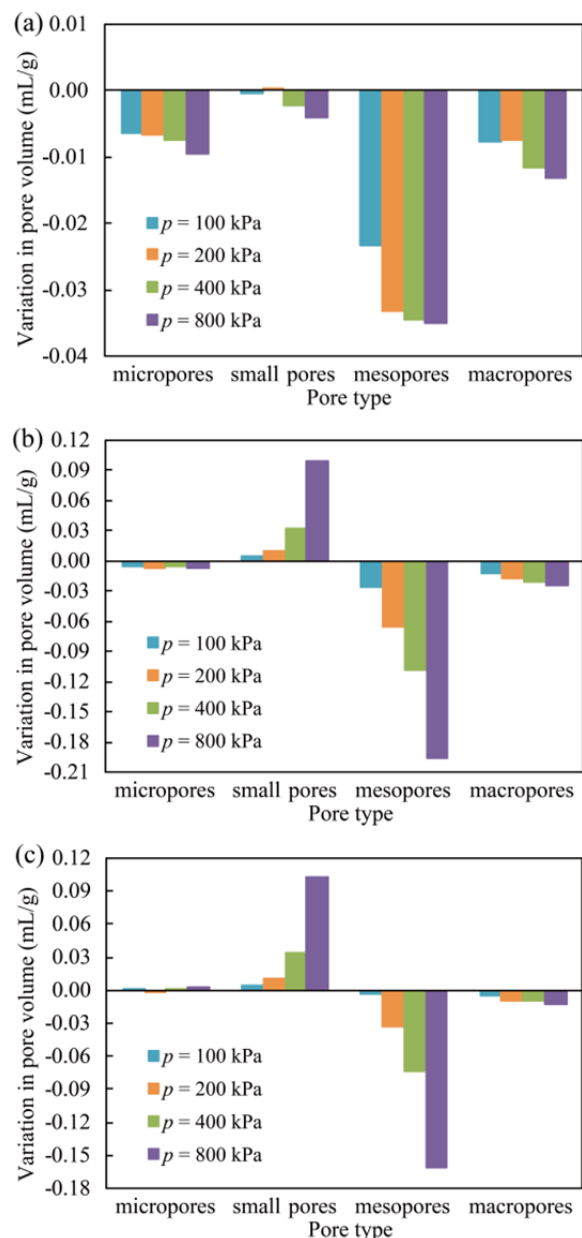 (a)
Variation in pore volume (mL/g)
0.01
0.00
-0.01
-0.02
-0.03
-0.04
p = 100 kPa
p = 200 kPa
p = 400 kPa
p = 800 kPa
micropores small pores mesopores macropores
Pore type
(b)
Variation in pore volume (mL/g)
0.12
0.09
0.06
0.03
0.00
-0.03
-0.06
-0.09
-0.12
-0.15
-0.18
-0.21
p = 100 kPa
p = 200 kPa
p = 400 kPa
p = 800 kPa
micropores small pores mesopores macropores
Pore type
(c)
Variation in pore volume (mL/g)
0.12
0.09
0.06
0.03
0.00
-0.03
-0.06
-0.09
-0.12
-0.15
-0.18
p = 100 kPa
p = 200 kPa
p = 400 kPa
p = 800 kPa
micropores small pores mesopores macropores
Pore type